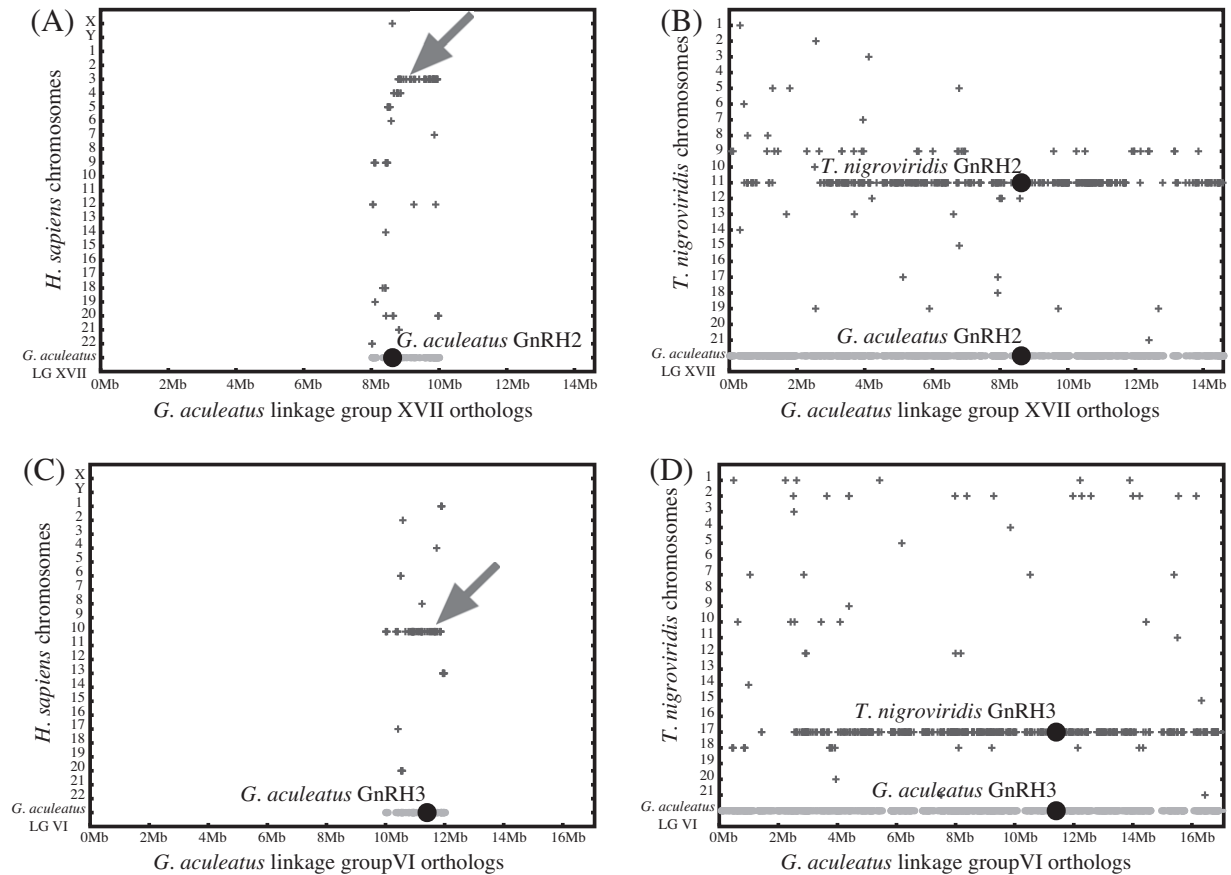 (A)
H. sapiens chromosomes
X
Y
1
2
3
4
5
6
7
8
9
10
11
12
13
14
15
16
17
18
19
20
21
22
G. aculeatus
LG XVII
G. aculeatus GnRH2
0Mb 2Mb 4Mb 6Mb 8Mb 10Mb 12Mb 14Mb
G. aculeatus linkage group XVII orthologs
(B)
T. nigroviridis chromosomes
1
2
3
4
5
6
7
8
9
10
11
12
13
14
15
16
17
18
19
20
21
G. aculeatus
LG XVII
T. nigroviridis GnRH2
G. aculeatus GnRH2
0Mb 2Mb 4Mb 6Mb 8Mb 10Mb 12Mb 14Mb
G. aculeatus linkage group XVII orthologs
(C)
H. sapiens chromosomes
X
Y
1
2
3
4
5
6
7
8
9
10
11
12
13
14
15
16
17
18
19
20
21
22
G. aculeatus
LG VI
G. aculeatus GnRH3
0Mb 2Mb 4Mb 6Mb 8Mb 10Mb 12Mb 14Mb 16Mb
G. aculeatus linkage groupVI orthologs
(D)
T. nigroviridis chromosomes
1
2
3
4
5
6
7
8
9
10
11
12
13
14
15
16
17
18
19
20
21
G. aculeatus
LG VI
T. nigroviridis GnRH3
G. aculeatus GnRH3
0Mb 2Mb 4Mb 6Mb 8Mb 10Mb 12Mb 14Mb 16Mb
G. aculeatus linkage groupVI orthologs